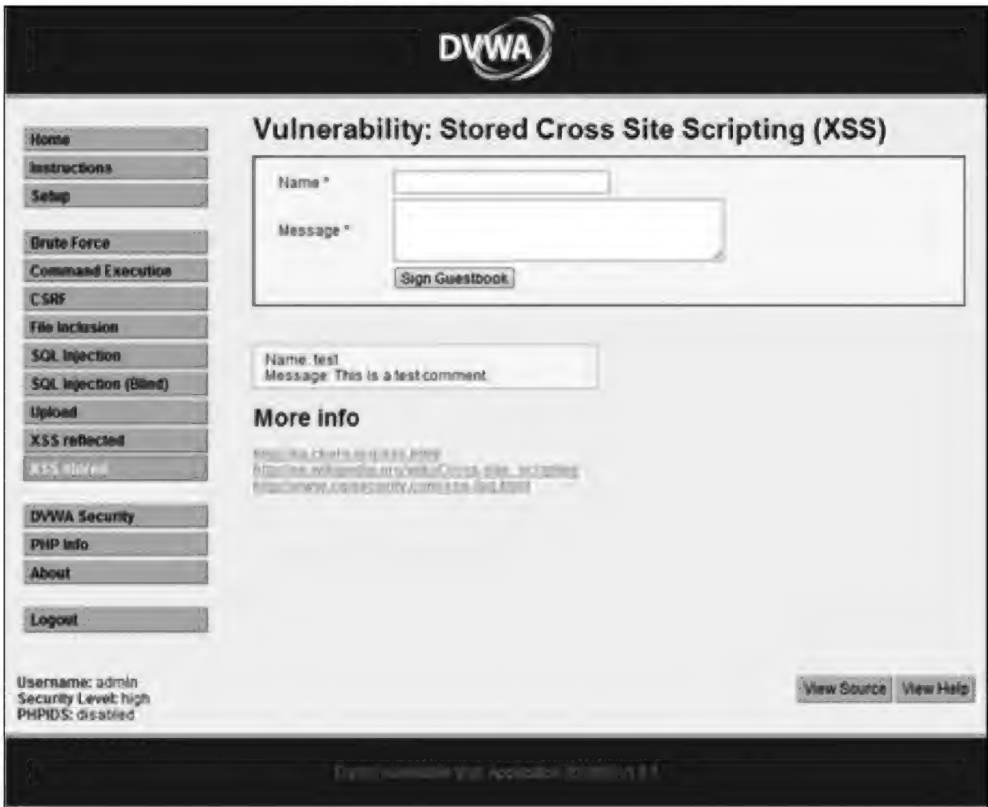 DVWA
Home
Instructions
Setup
Brute Force
Command Execution
CSRF
File Inclusion
SQL Injection
SQL Injection (Blind)
Upload
XSS reflected
XSS stored
DVWA Security
PHP Info
About
Logout
Username: admin
Security Level: high
PHPIDS: disabled
Vulnerability: Stored Cross Site Scripting (XSS)
Name *
Message *
Sign Guestbook
Name: test
Message: This is a test comment.
More info
View Source
View Help